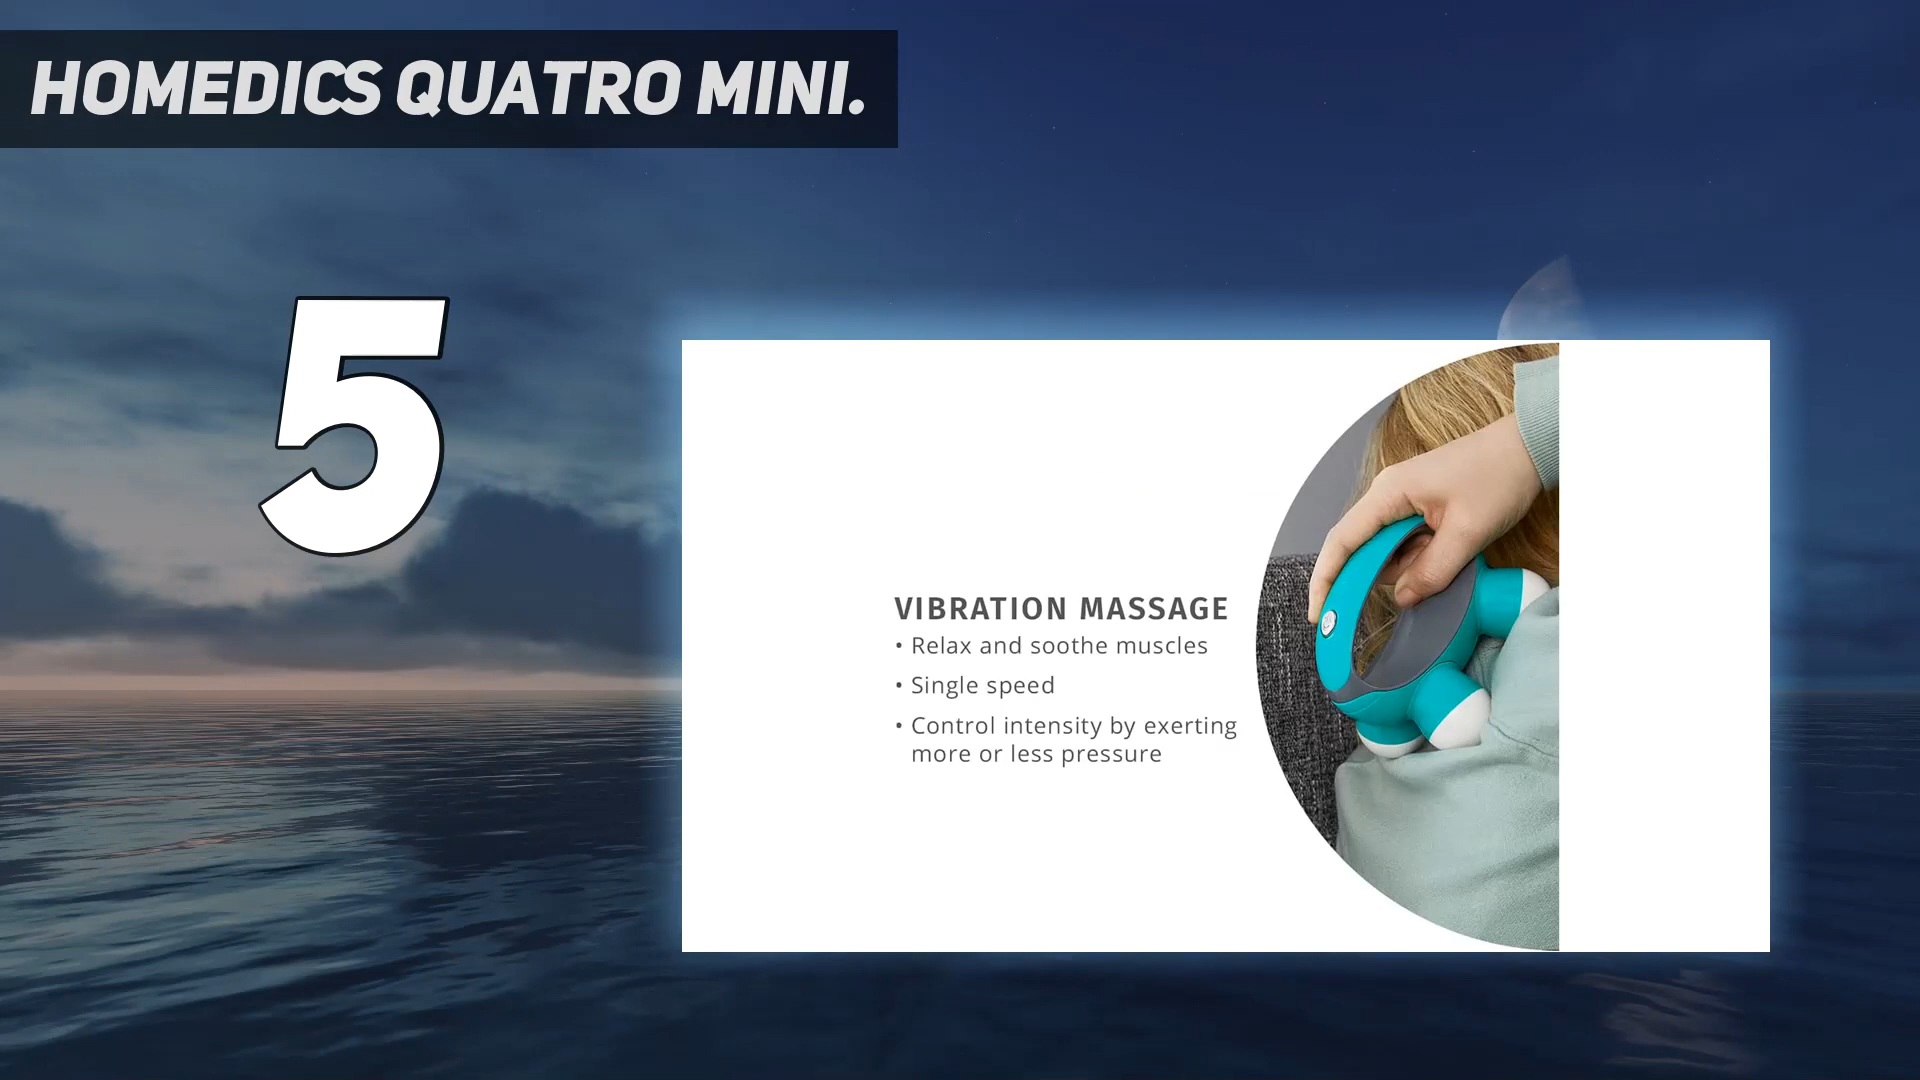 HOMEDICS QUATRO MINI.
5
VIBRATION MASSAGE
• Relax and soothe muscles
• Single speed
• Control intensity by exerting
more or less pressure